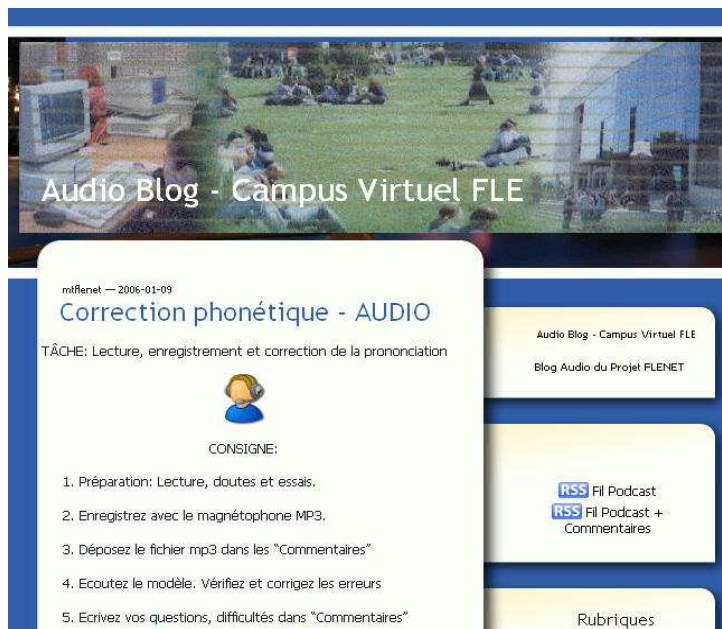 Audio Blog - Campus Virtuel FLE
mtflenet — 2006-01-09
Correction phonétique - AUDIO
TÂCHE: Lecture, enregistrement et correction de la prononciation
CONSIGNE:
1. Préparation: Lecture, doutes et essais.
2. Enregistrez avec le magnétophone MP3.
3. Déposez le fichier mp3 dans les "Commentaires"
4. Ecoutez le modèle. Vérifiez et corrigez les erreurs
5. Ecrivez vos questions, difficultés dans "Commentaires"
Audio Blog - Campus Virtuel FLE
Blog Audio du Projet FLENET
RSS Fil Podcast
RSS Fil Podcast +
Commentaires
Rubriques